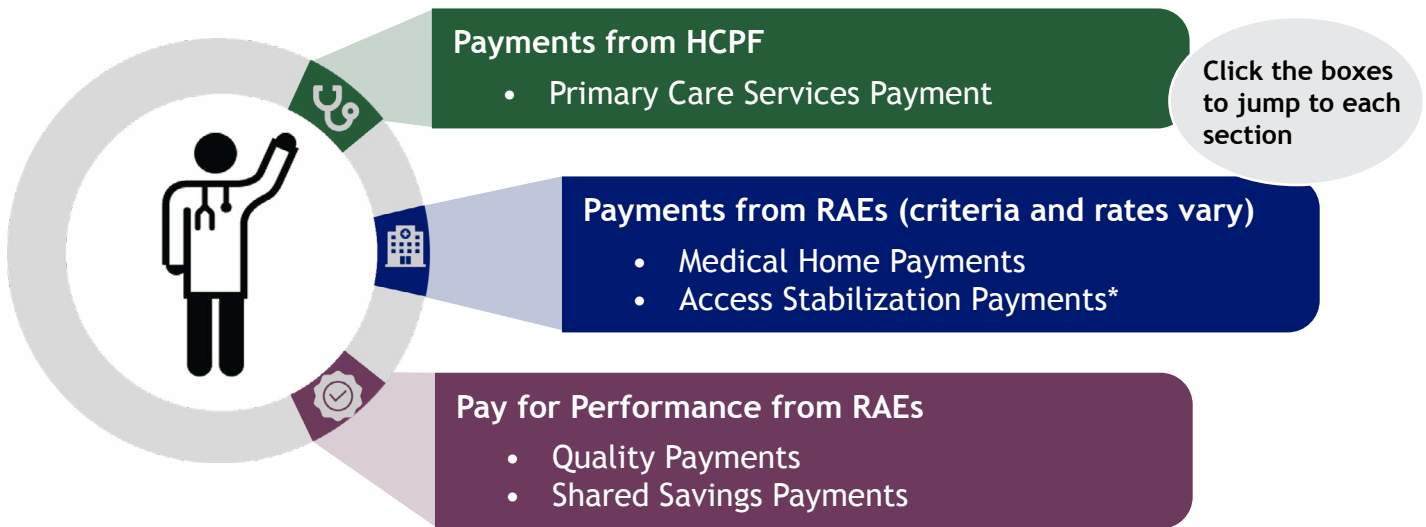 Payments from HCPF
• Primary Care Services Payment
Click the boxes
to jump to each
section
Payments from RAEs (criteria and rates vary)
• Medical Home Payments
• Access Stabilization Payments*
Pay for Performance from RAEs
• Quality Payments
• Shared Savings Payments